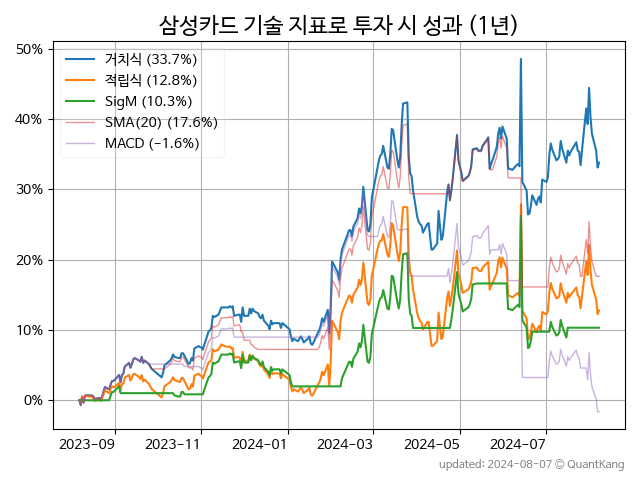 삼성카드 기술 지표로 투자 시 성과 (1년)
거치식 (33.7%)
적립식 (12.8%)
SigM (10.3%)
SMA(20) (17.6%)
MACD (−1.6%)
50%
40%
30%
20%
10%
0%
2023−09
2023−11
2024−01
2024−03
2024−05
2024−07
updated: 2024−08−07 © QuantKang